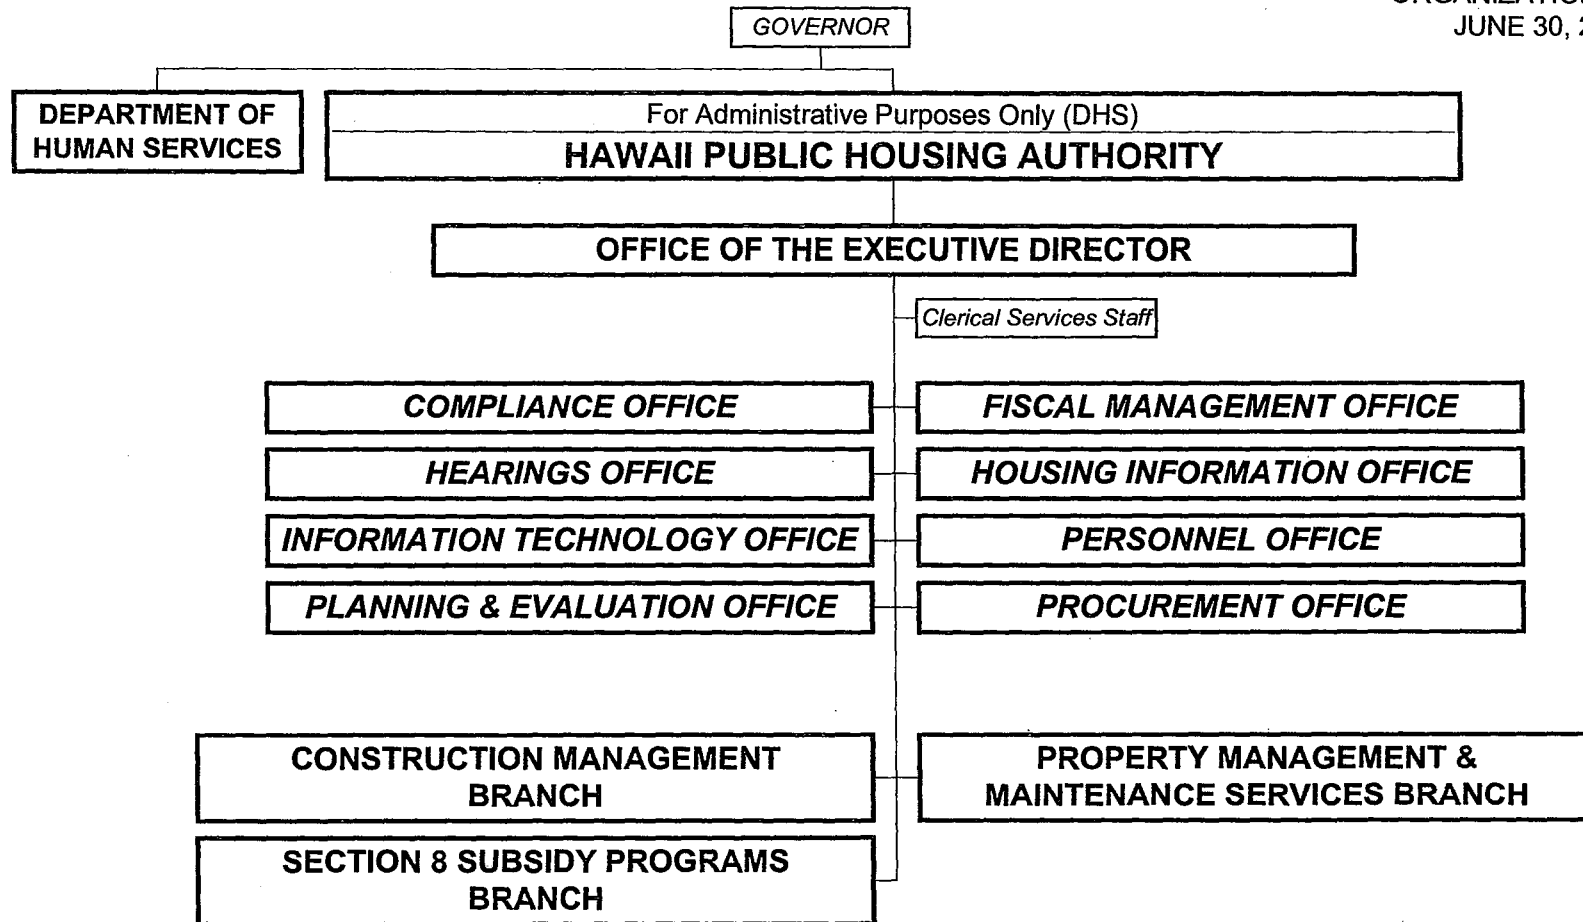 JUNE 30, 2
GOVERNOR
DEPARTMENT OF
HUMAN SERVICES
For Administrative Purposes Only (DHS)
HAWAII PUBLIC HOUSING AUTHORITY
OFFICE OF THE EXECUTIVE DIRECTOR
Clerical Services Staff
COMPLIANCE OFFICE
FISCAL MANAGEMENT OFFICE
HEARINGS OFFICE
HOUSING INFORMATION OFFICE
INFORMATION TECHNOLOGY OFFICE
PERSONNEL OFFICE
PLANNING & EVALUATION OFFICE
PROCUREMENT OFFICE
CONSTRUCTION MANAGEMENT
BRANCH
PROPERTY MANAGEMENT &
MAINTENANCE SERVICES BRANCH
SECTION 8 SUBSIDY PROGRAMS
BRANCH